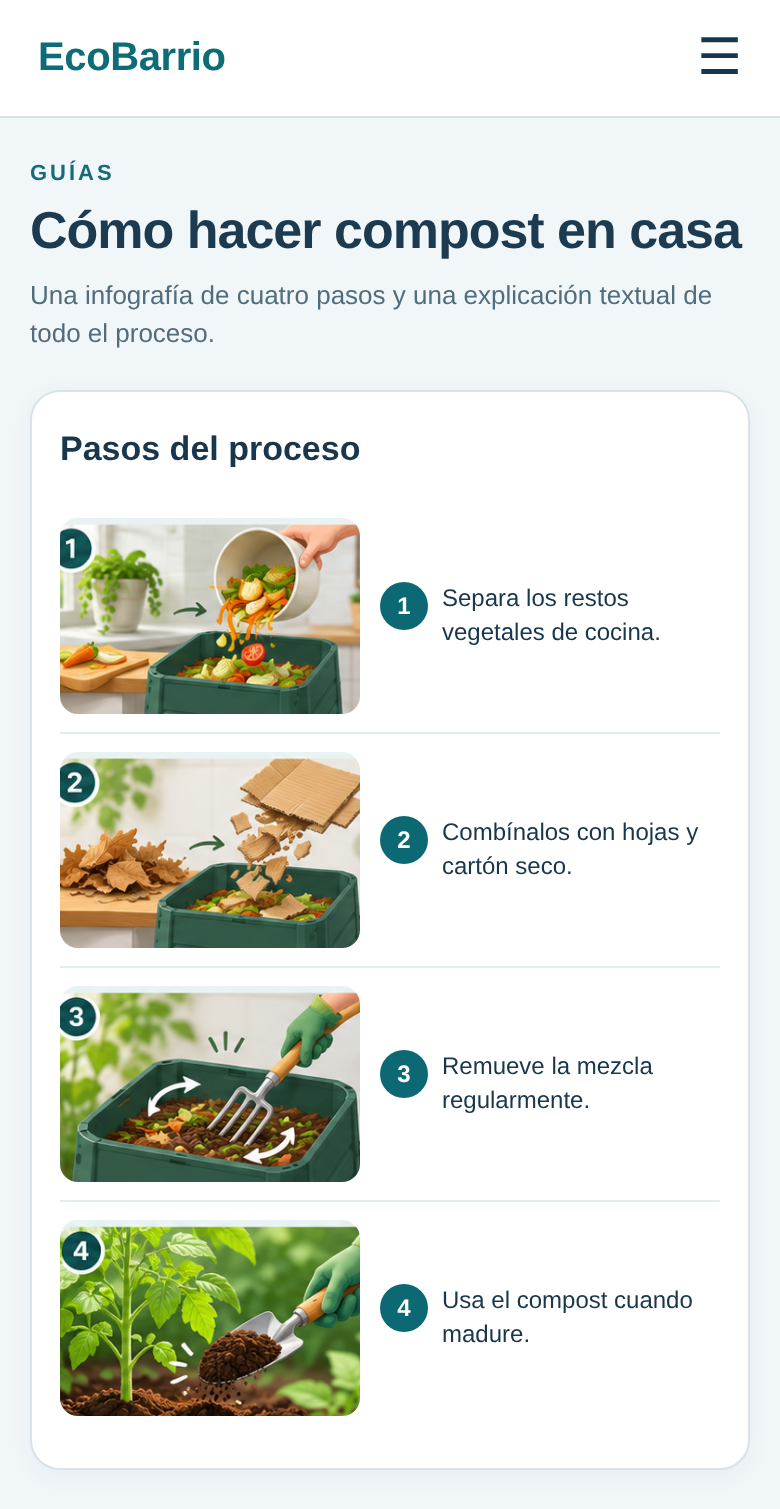 EcoBarrio
GUÍAS
Cómo hacer compost en casa
Una infografía de cuatro pasos y una explicación textual de
todo el proceso.
Pasos del proceso
1
1
Separa los restos
vegetales de cocina.
2
2
Combínalos con hojas y
cartón seco.
3
3
Remueve la mezcla
regularmente.
4
4
Usa el compost cuando
madure.